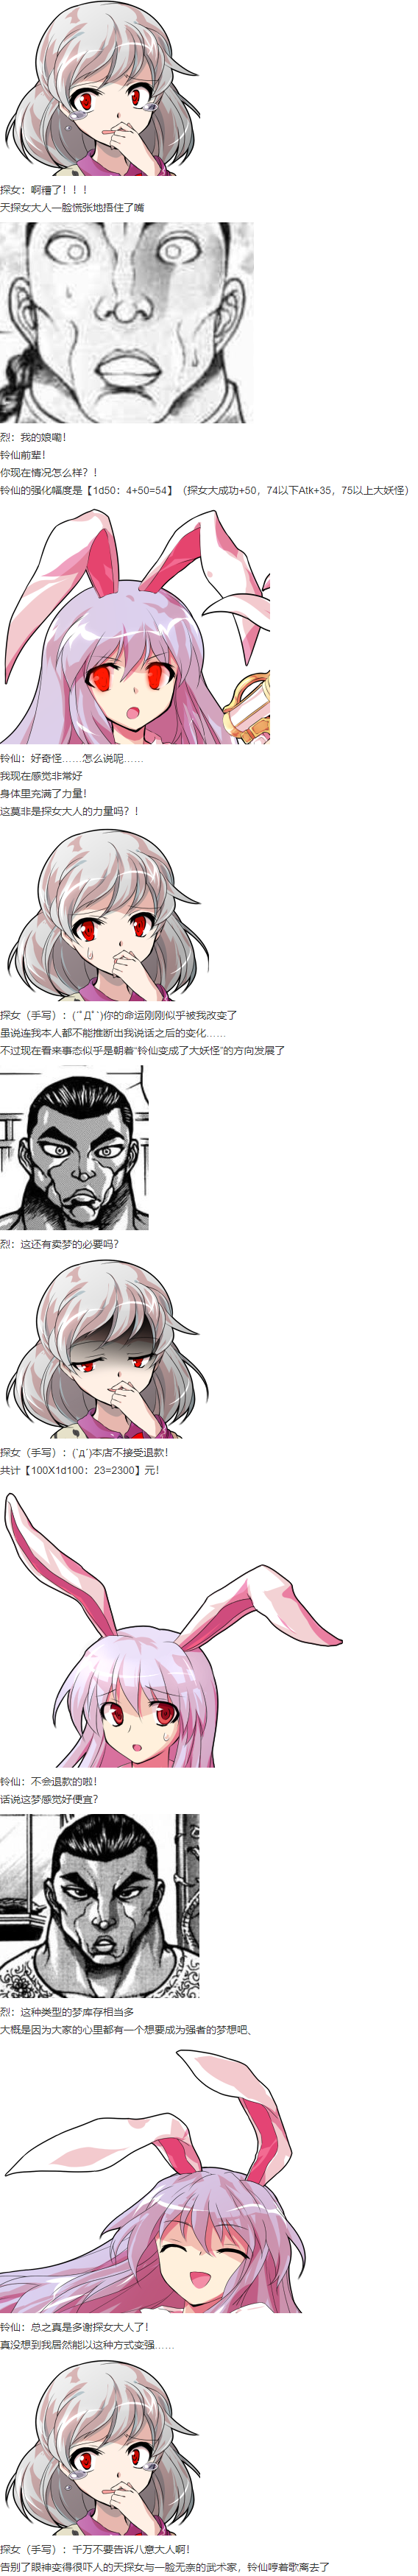 探女：啊糟了！！！
天探女大人一脸慌张地捂住了嘴
烈：我的娘嘞！
铃仙前辈！
你现在情况怎么样？！
铃仙的强化幅度是【1d50：4+50=54】（探女大成功+50，74以下Atk+35，75以上大妖怪）
铃仙：好奇怪……怎么说呢……
我现在感觉非常好
身体里充满了力量！
这莫非是探女大人的力量吗？！
探女（手写）：(´ﾟДﾟ`)你的命运刚刚似乎被我改变了
虽说连我本人都不能推断出我说话之后的变化……
不过现在看来事态似乎是朝着“铃仙变成了大妖怪”的方向发展了
烈：这还有卖梦的必要吗？
探女（手写）：(`д´)本店不接受退款！
共计【100X1d100：23=2300】元！
铃仙：不会退款的啦！
话说这梦感觉好便宜？
烈：这种类型的梦库存相当多
大概是因为大家的心里都有一个想要成为强者的梦想吧、
铃仙：总之真是多谢探女大人了！
真没想到我居然能以这种方式变强……
探女（手写）：千万不要告诉八意大人啊！
告别了眼神变得很吓人的天探女与一脸无奈的武术家，铃仙哼着歌离去了